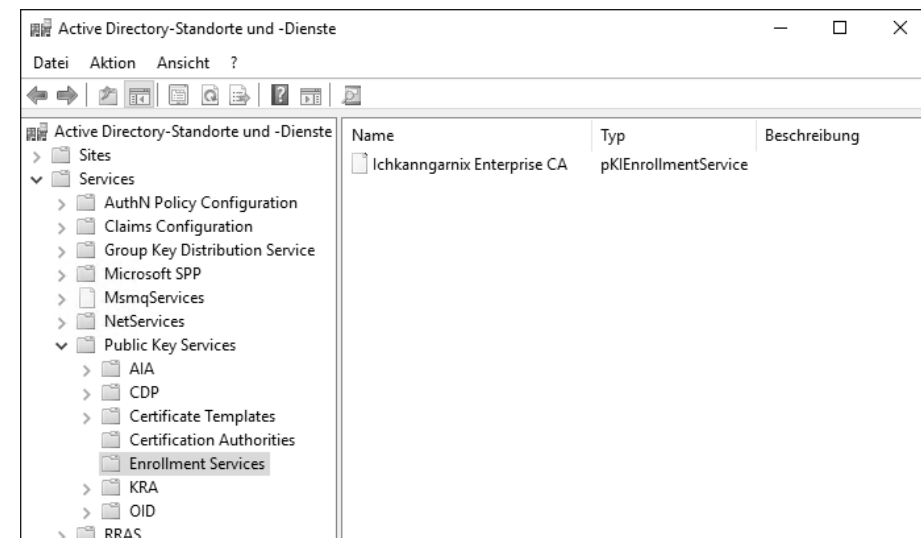 Active Directory-Standorte und -Dienste
Datei Aktion Ansicht ?
Active Directory-Standorte und -Dienste
Sites
Services
AuthN Policy Configuration
Claims Configuration
Group Key Distribution Service
Microsoft SPP
MsmqServices
NetServices
Public Key Services
AIA
CDP
Certificate Templates
Certification Authorities
Enrollment Services
KRA
OID
RRAS
Name Typ Beschreibung
Ichkanngarnix Enterprise CA pKIEnrollmentService